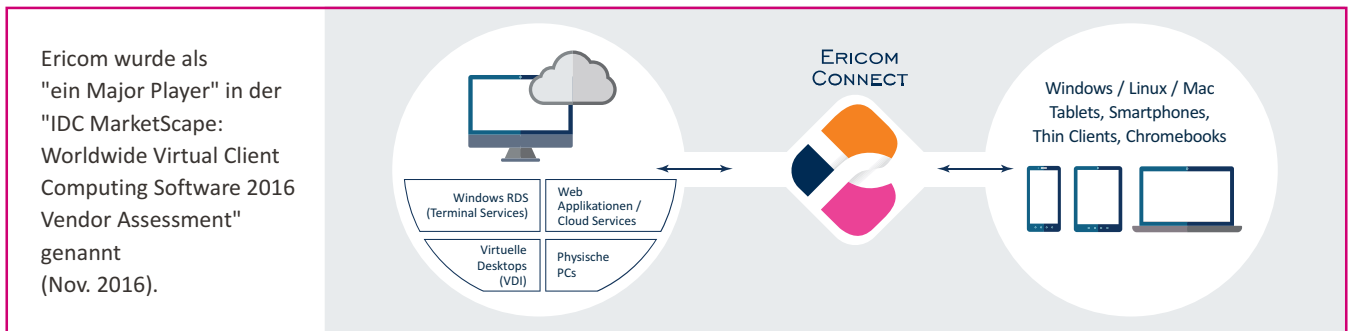 Ericom wurde als
"ein Major Player" in der
"IDC MarketScape:
Worldwide Virtual Client
Computing Software 2016
Vendor Assessment"
genannt
(Nov. 2016).
Windows RDS
(Terminal Services)
Web
Applikationen /
Cloud Services
Virtuelle
Desktops
(VDI)
Physische
PCs
ERICOM
CONNECT
Windows / Linux / Mac
Tablets, Smartphones,
Thin Clients, Chromebooks